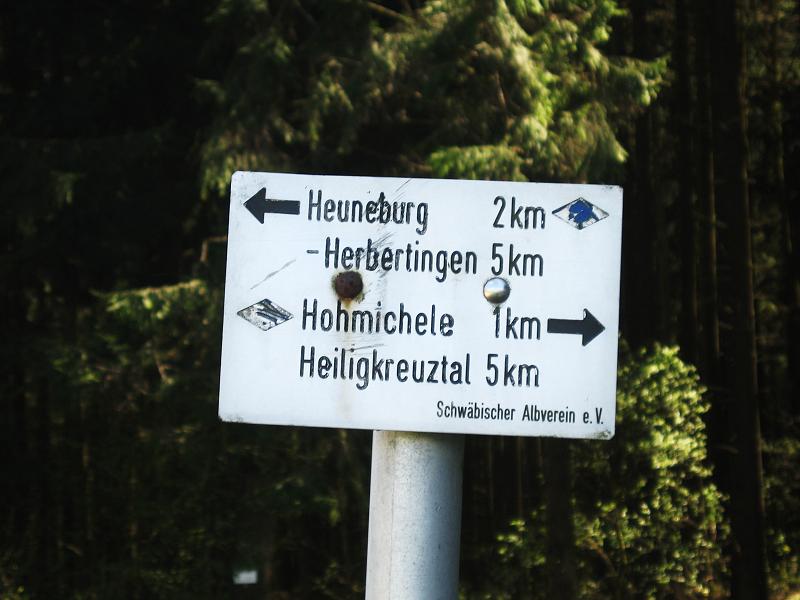 Heuneburg 2km
-Herbertingen 5km
Hohmichele 1km
Heiligkreuztal 5km
Schwäbischer Albverein e.V.